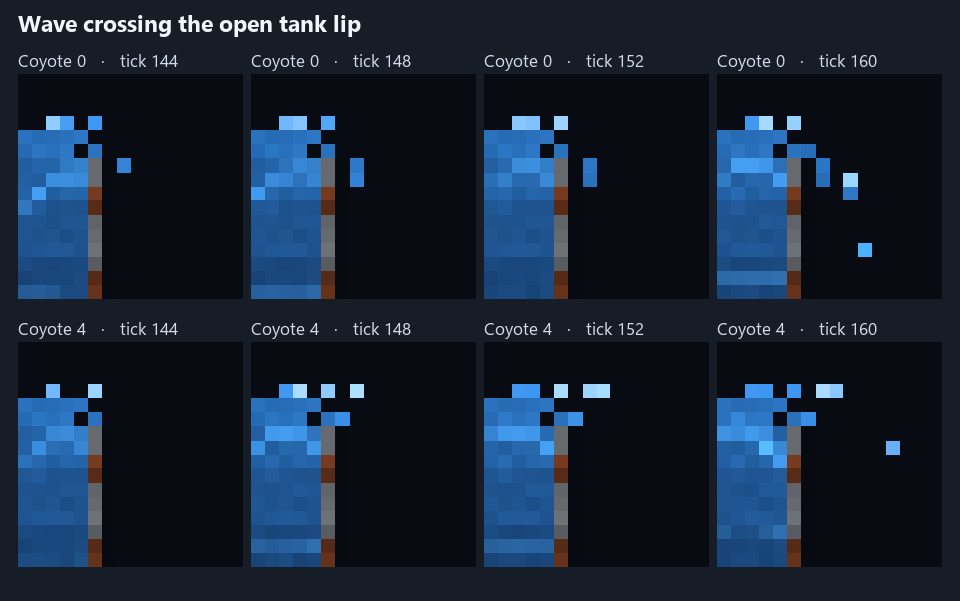 Wave crossing the open tank lip
Coyote 0 · tick 144
Coyote 0 · tick 148
Coyote 0 · tick 152
Coyote 0 · tick 160
Coyote 4 · tick 144
Coyote 4 · tick 148
Coyote 4 · tick 152
Coyote 4 · tick 160